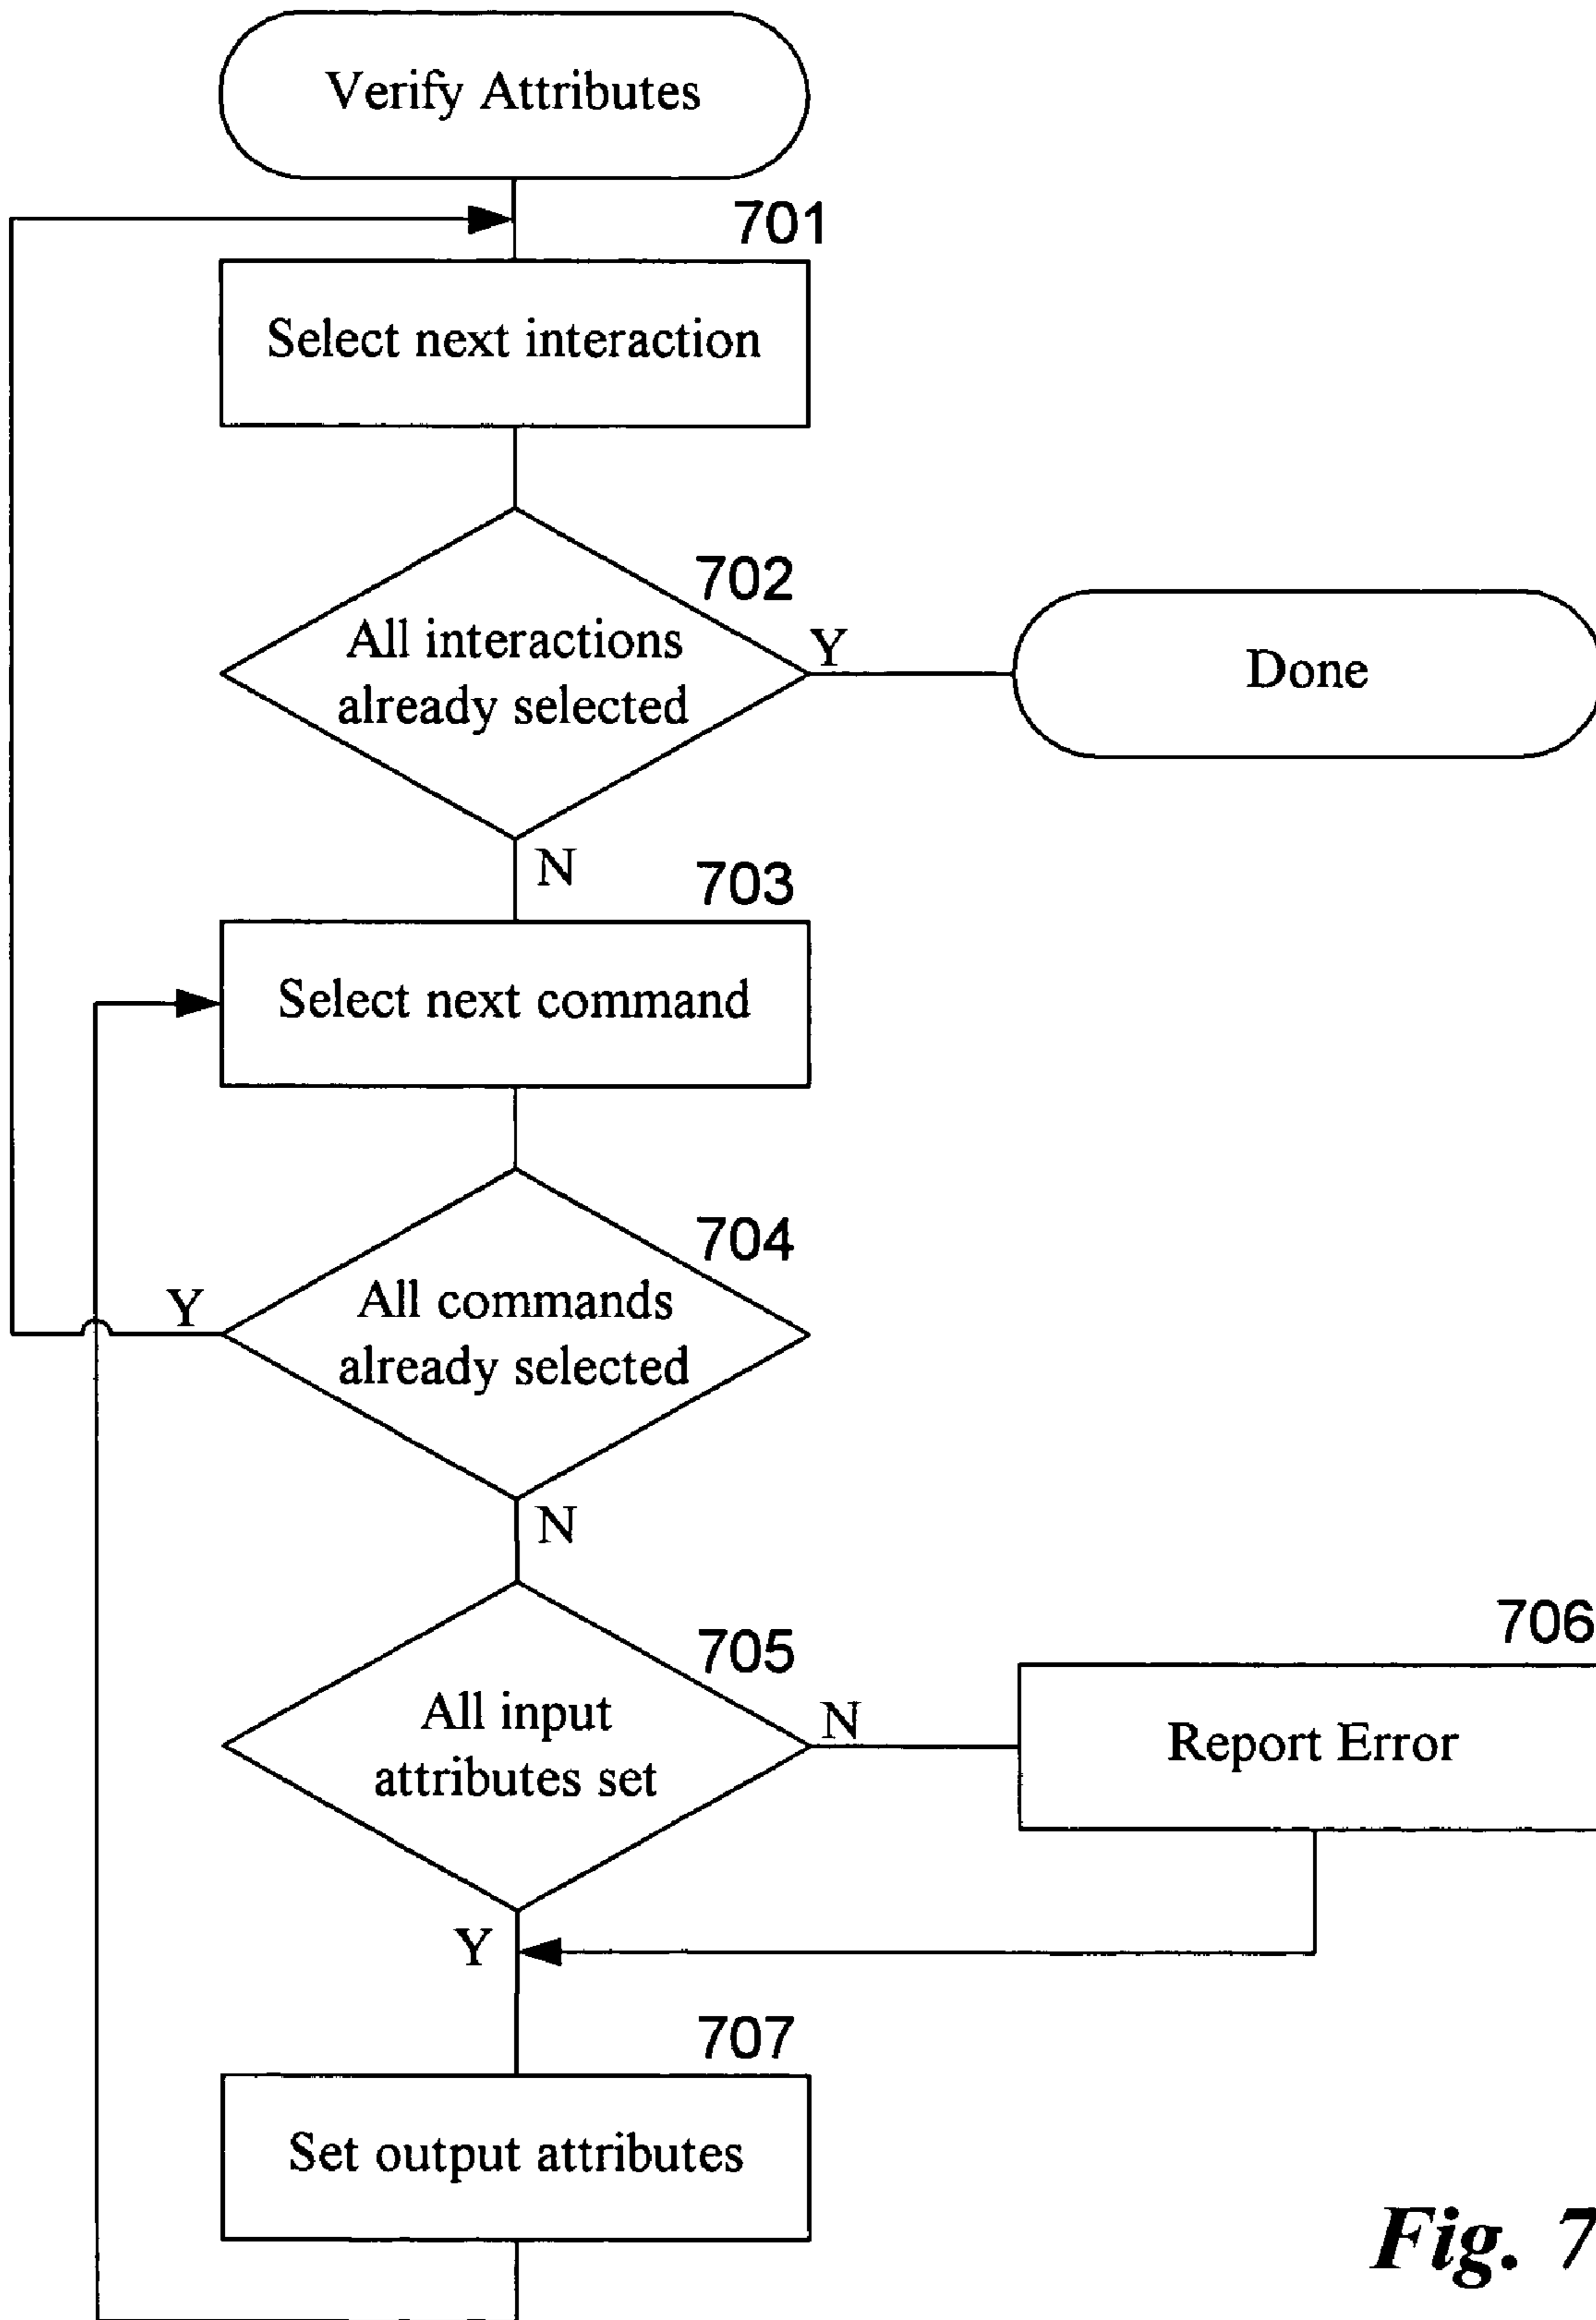 Verify Attributes
701
Select next interaction
702
All interactions
already selected
Y
Done
N
703
Select next command
704
All commands
already selected
Y
N
705
All input
attributes set
N
706
Report Error
Y
707
Set output attributes
Fig. 7